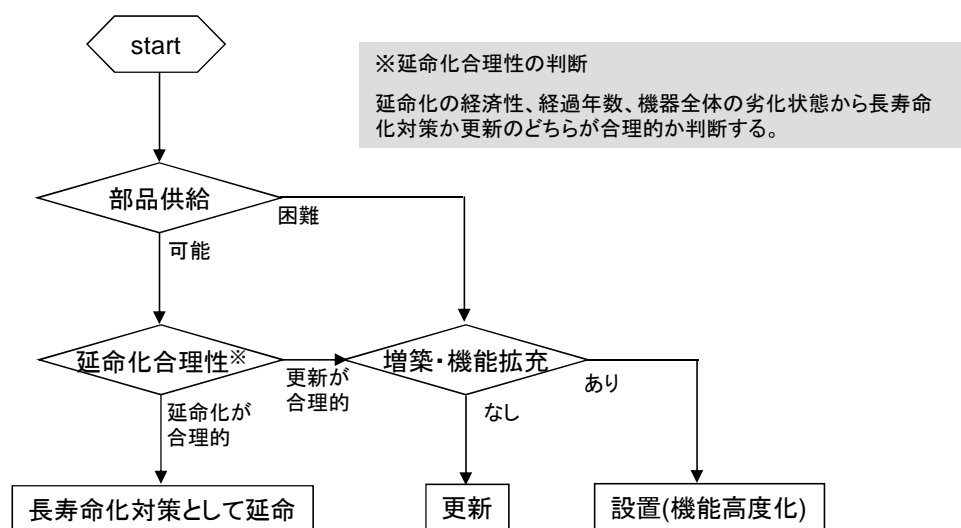 start
※延命化合理性の判断
延命化の経済性、経過年数、機器全体の劣化状態から長寿命
化対策か更新のどちらが合理的か判断する。
部品供給
困難
可能
延命化合理性※
更新が
合理的
増築・機能拡充
あり
延命化が
合理的
なし
長寿命化対策として延命
更新
設置(機能高度化)